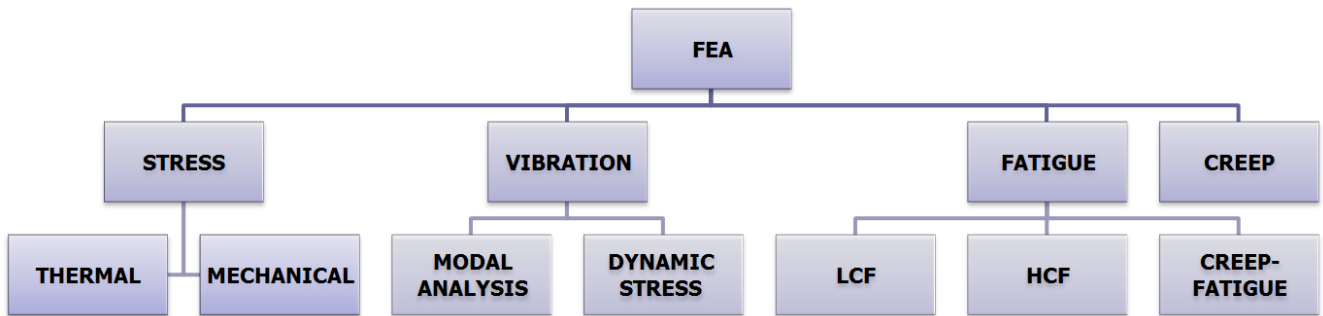 FEA
STRESS
VIBRATION
FATIGUE
CREEP
THERMAL
MECHANICAL
MODAL
ANALYSIS
DYNAMIC
STRESS
LCF
HCF
CREEP-
FATIGUE